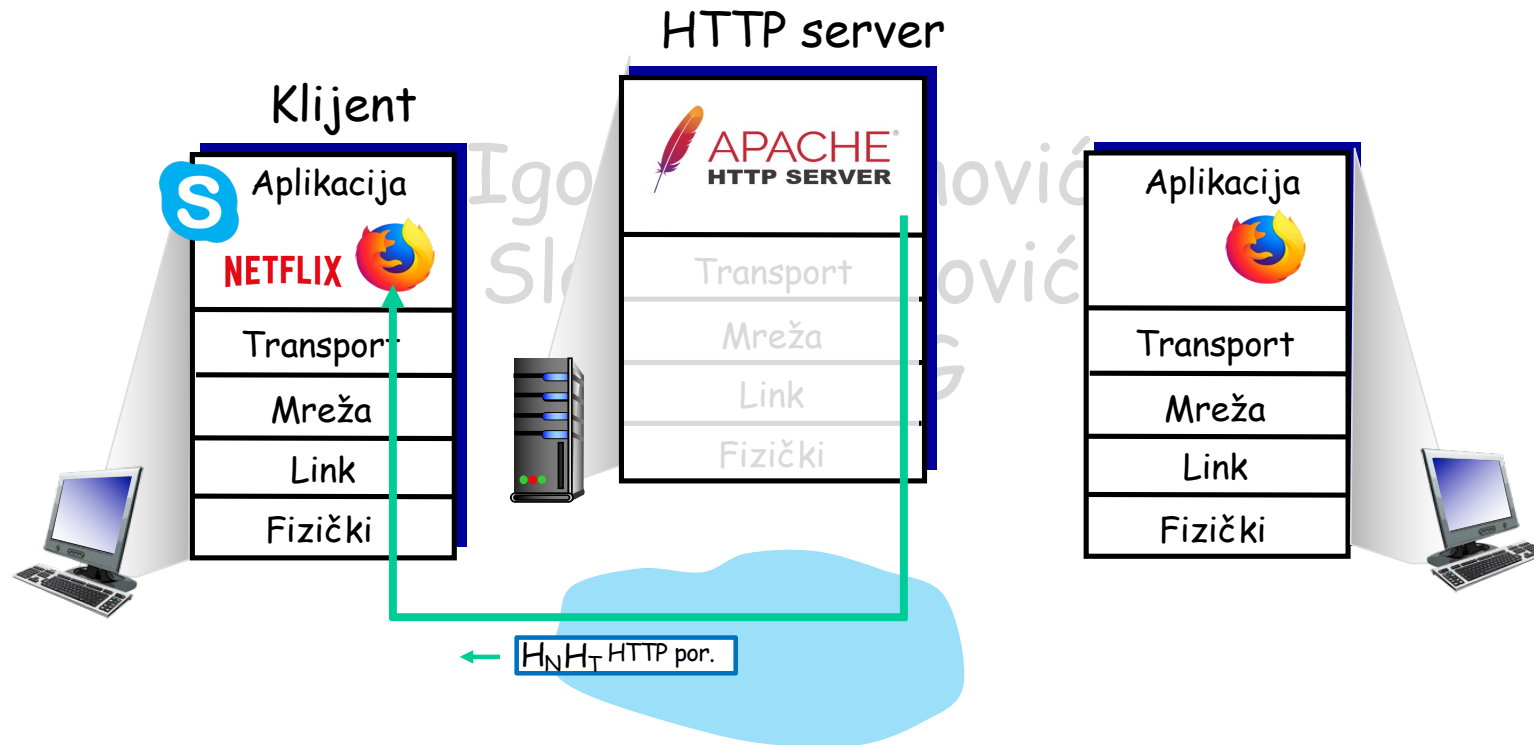 HTTP server
Klijent
APACHE®
HTTP SERVER
S
Aplikacija
NETFLIX
Transport
Mreža
Link
Fizički
Transport
Mreža
Link
Fizički
Aplikacija
Transport
Mreža
Link
Fizički
HNHT HTTP por.